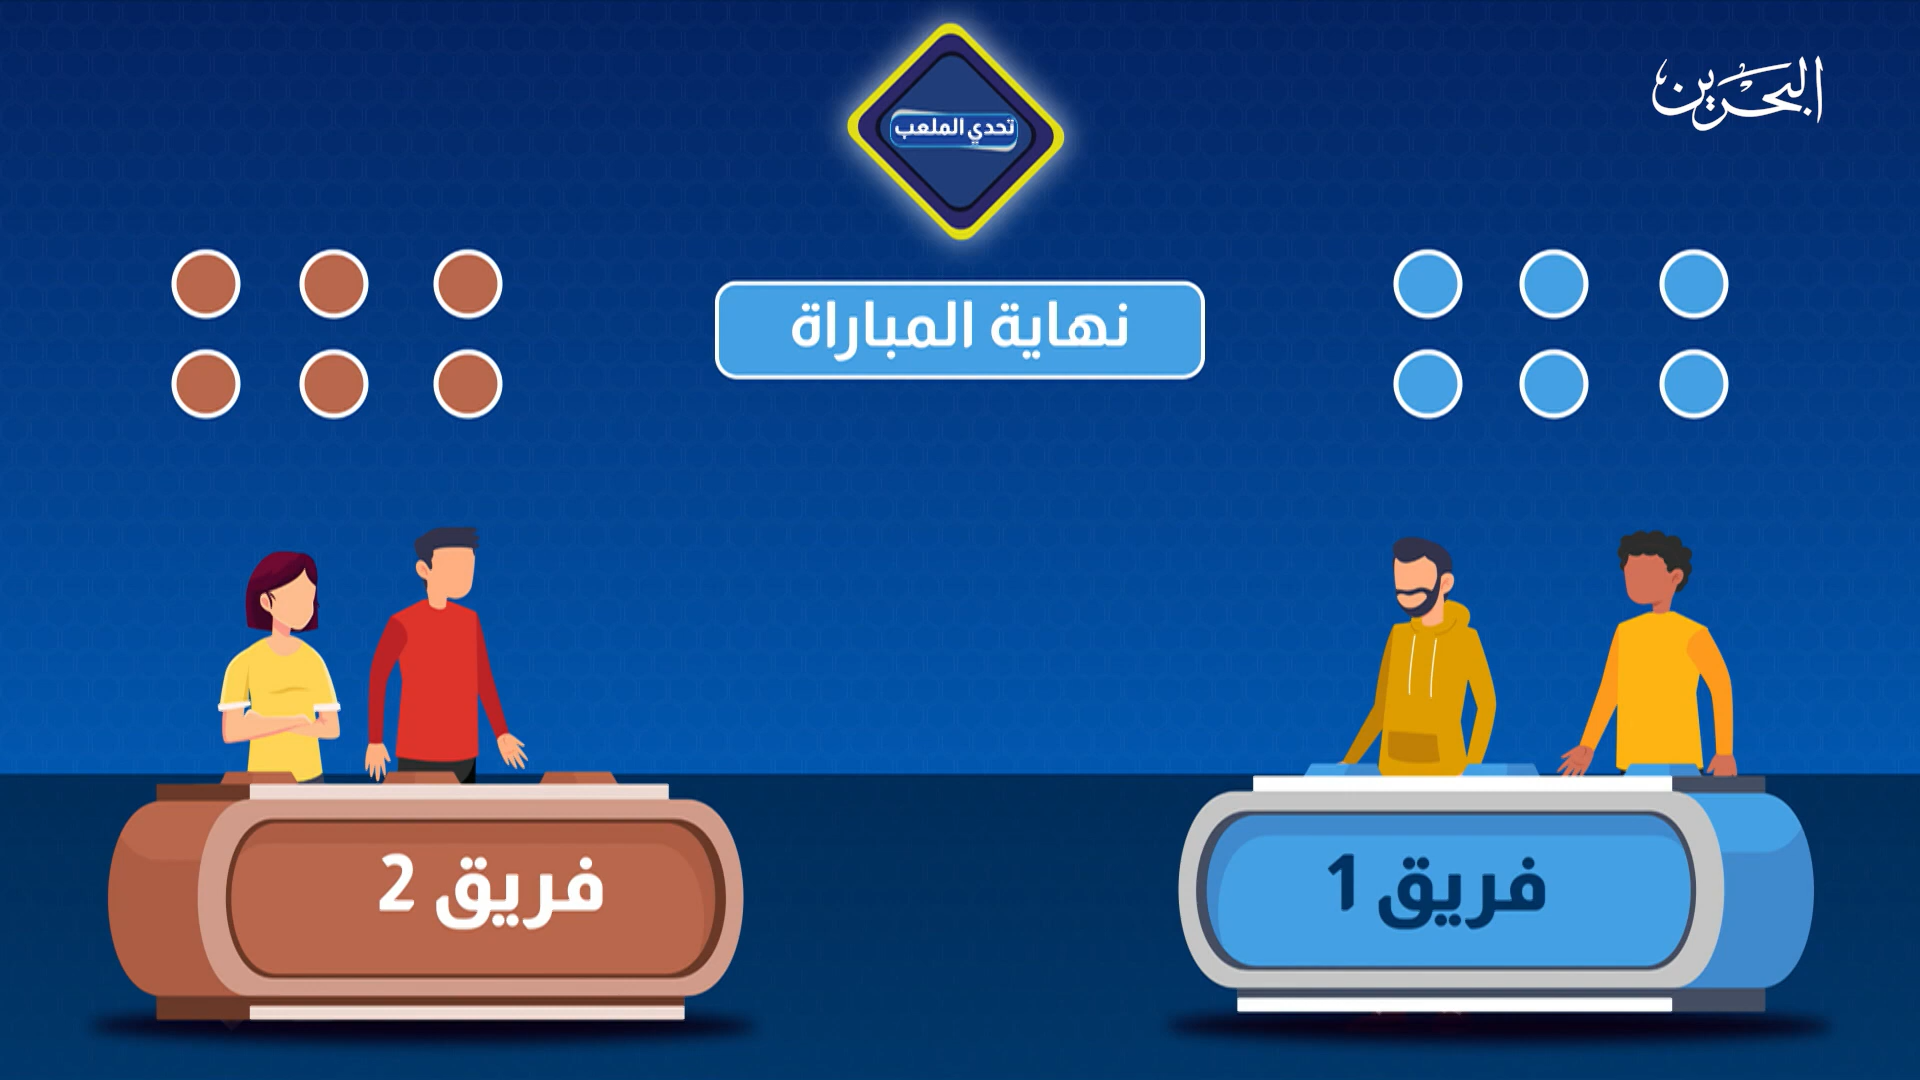 البحرين
تحدي الملعب
نهاية المباراة
فريق 1
فريق 2